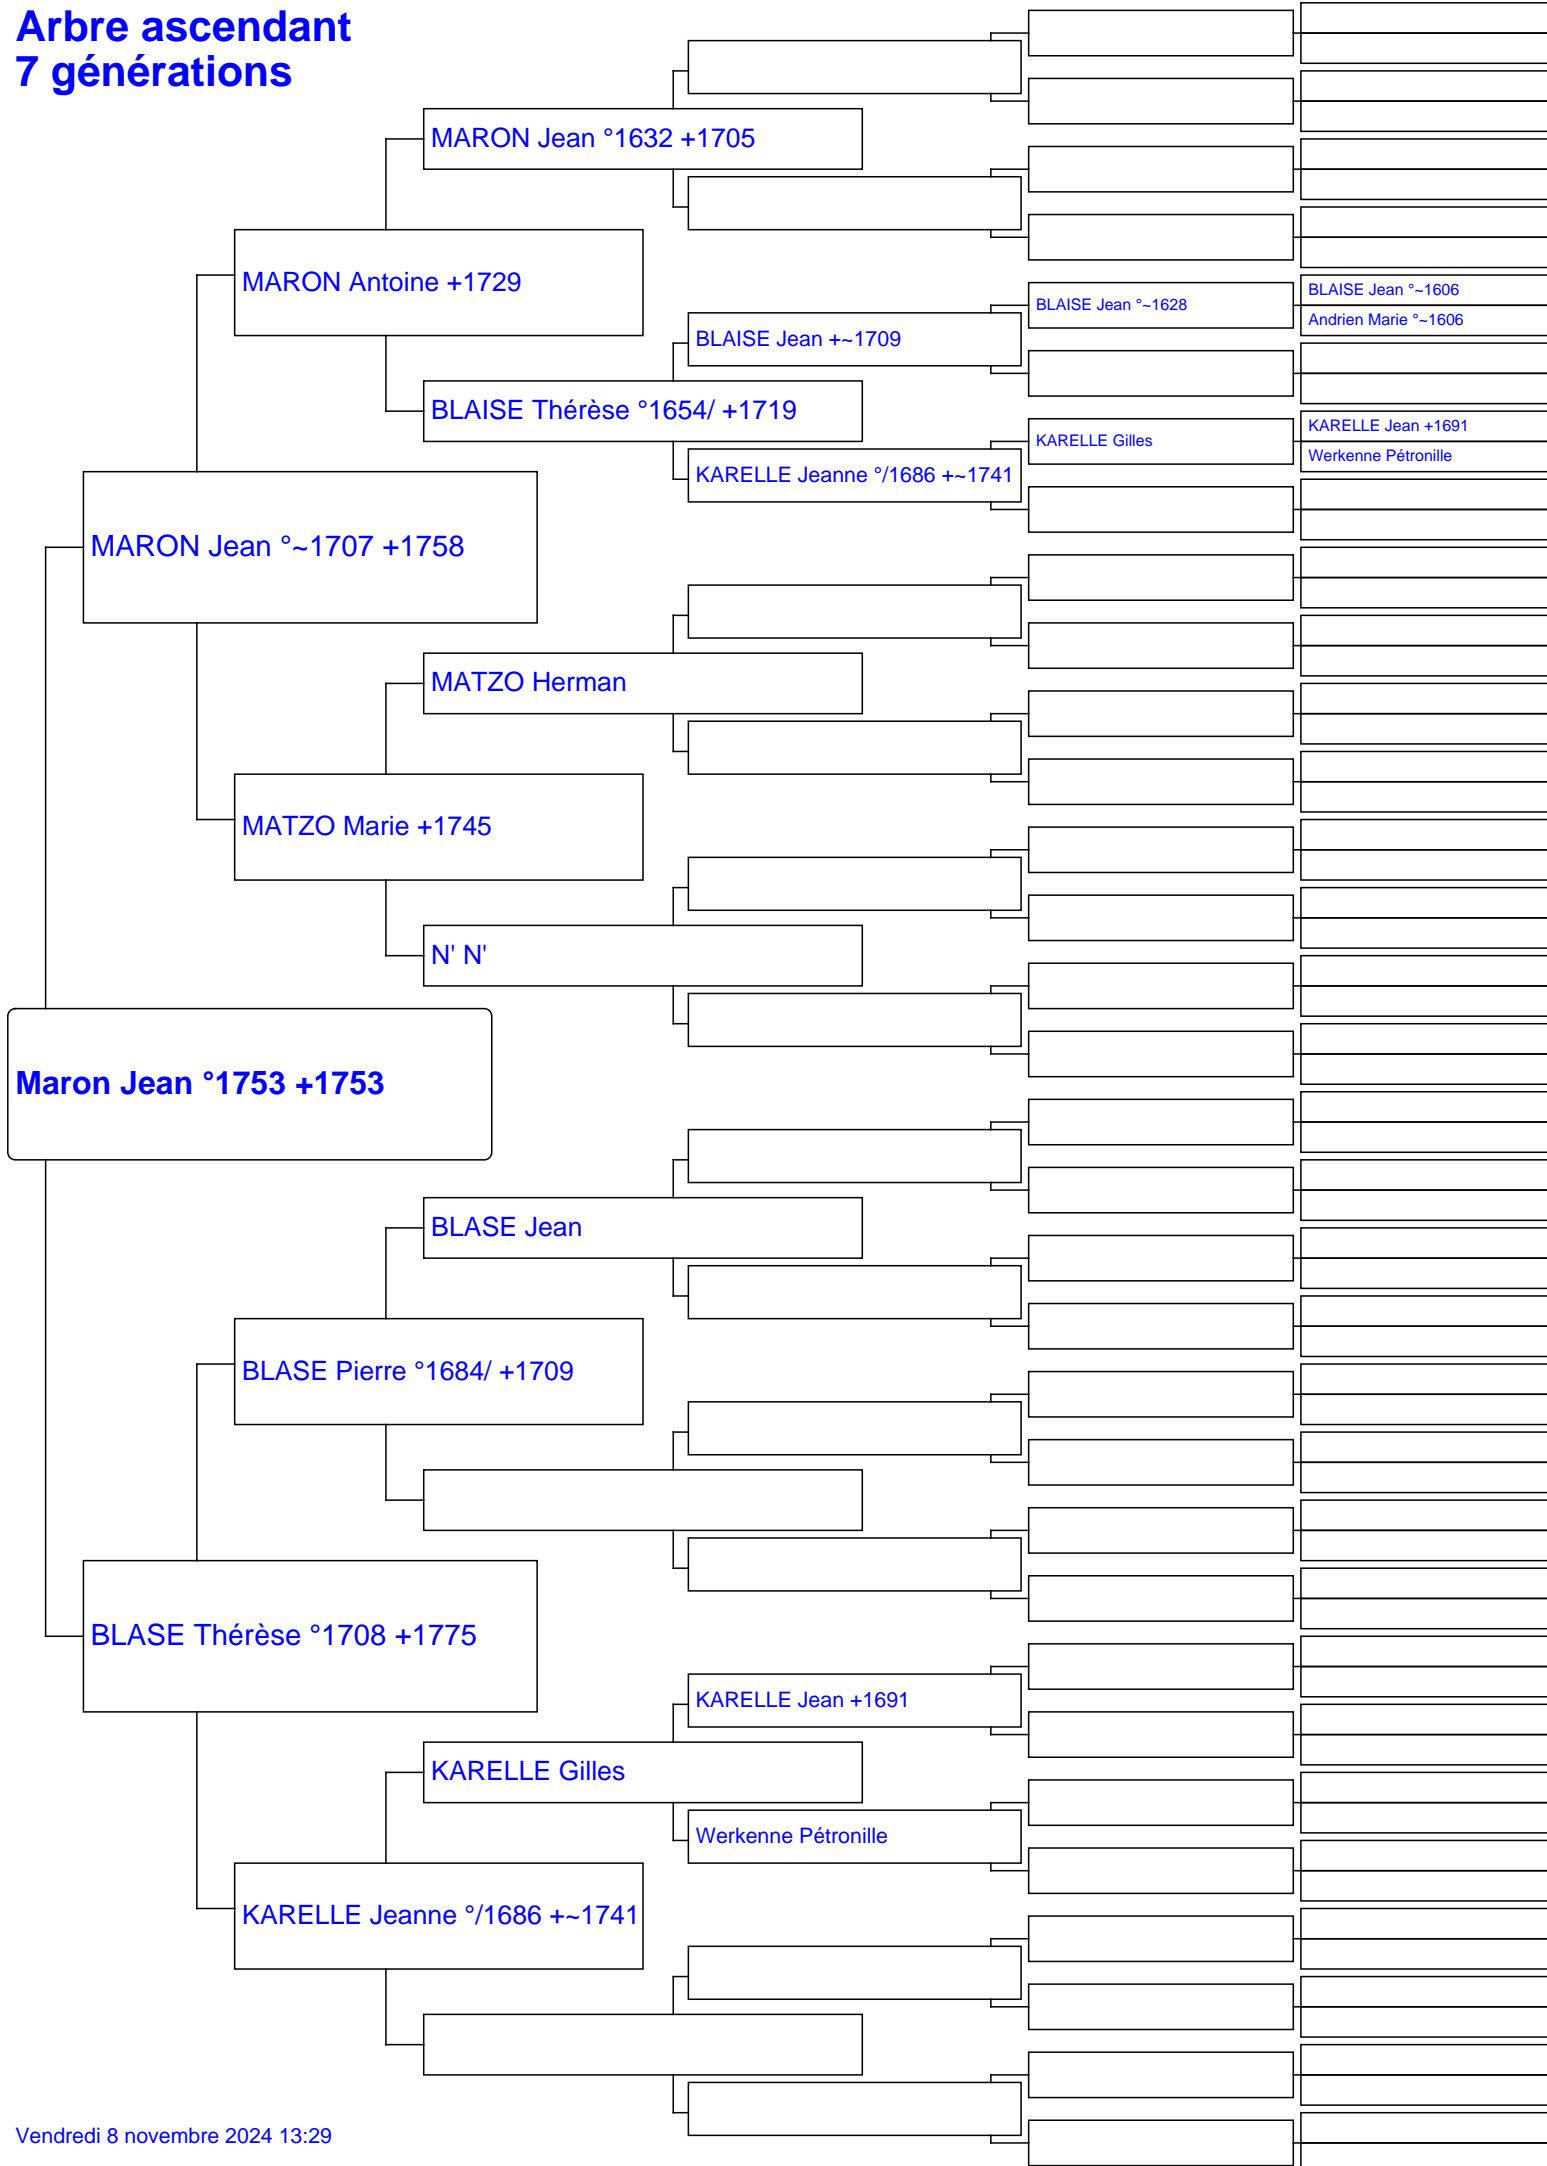 Arbre ascendant
7 générations
MARON Jean °1632 +1705
MARON Antoine +1729
BLAISE Jean °~1628
BLAISE Jean °~1606
Andrien Marie °~1606
BLAISE Jean +~1709
BLAISE Thérèse °1654/ +1719
KARELLE Gilles
KARELLE Jean +1691
Werkenne Pétronille
KARELLE Jeanne °/1686 +~1741
MARON Jean °~1707 +1758
MATZO Herman
MATZO Marie +1745
N' N'
Maron Jean °1753 +1753
BLASE Jean
BLASE Pierre °1684/ +1709
BLASE Thérèse °1708 +1775
KARELLE Jean +1691
KARELLE Gilles
Werkenne Pétronille
KARELLE Jeanne °/1686 +~1741
Vendredi 8 novembre 2024 13:29